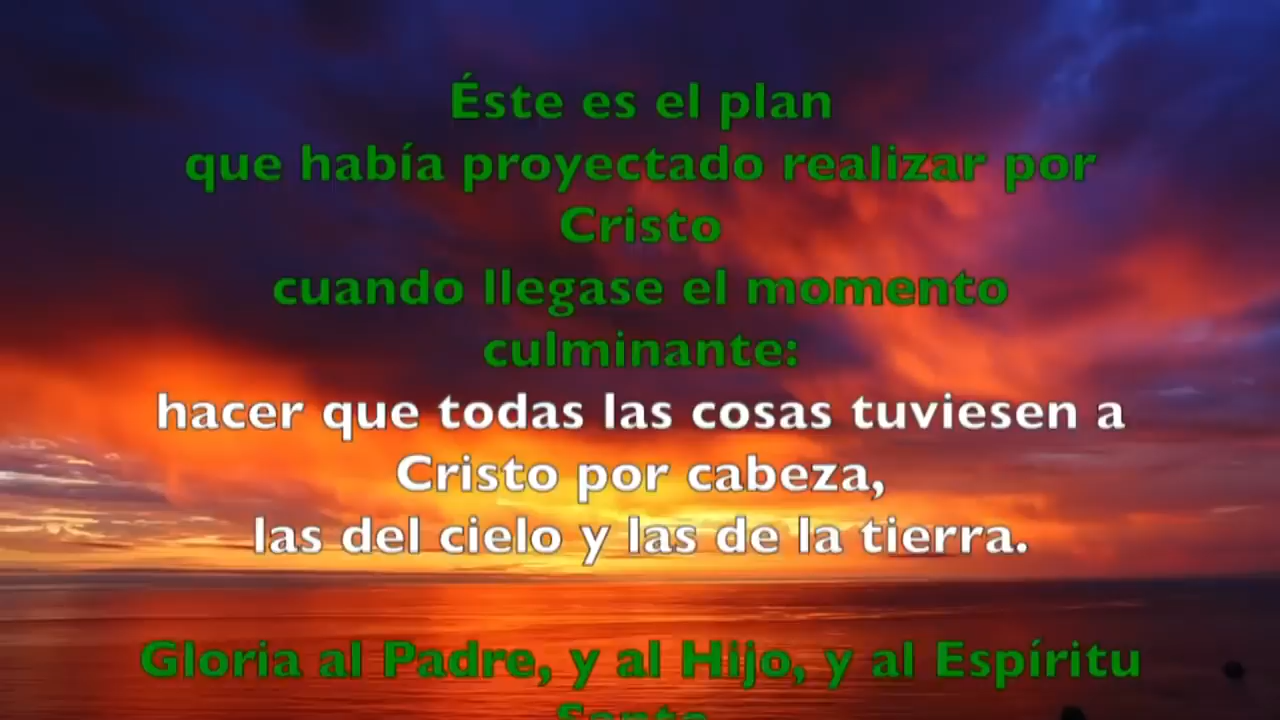 Éste es el plan
que había proyectado realizar por
Cristo
cuando llegase el momento
culminante:
hacer que todas las cosas tuviesen a
Cristo por cabeza,
las del cielo y las de la tierra.
Gloria al Padre, y al Hijo, y al Espíritu
Santo